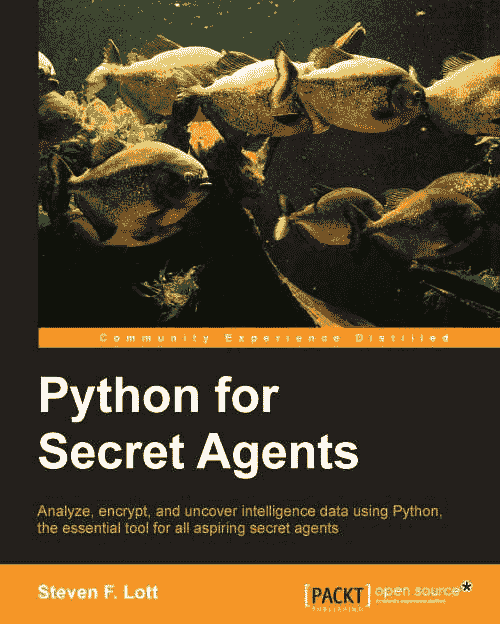 Community Experience Distilled
Python for
Secret Agents
Analyze, encrypt, and uncover intelligence data using Python,
the essential tool for all aspiring secret agents
Steven F. Lott
[PACKT] open source*
PUBLISHING